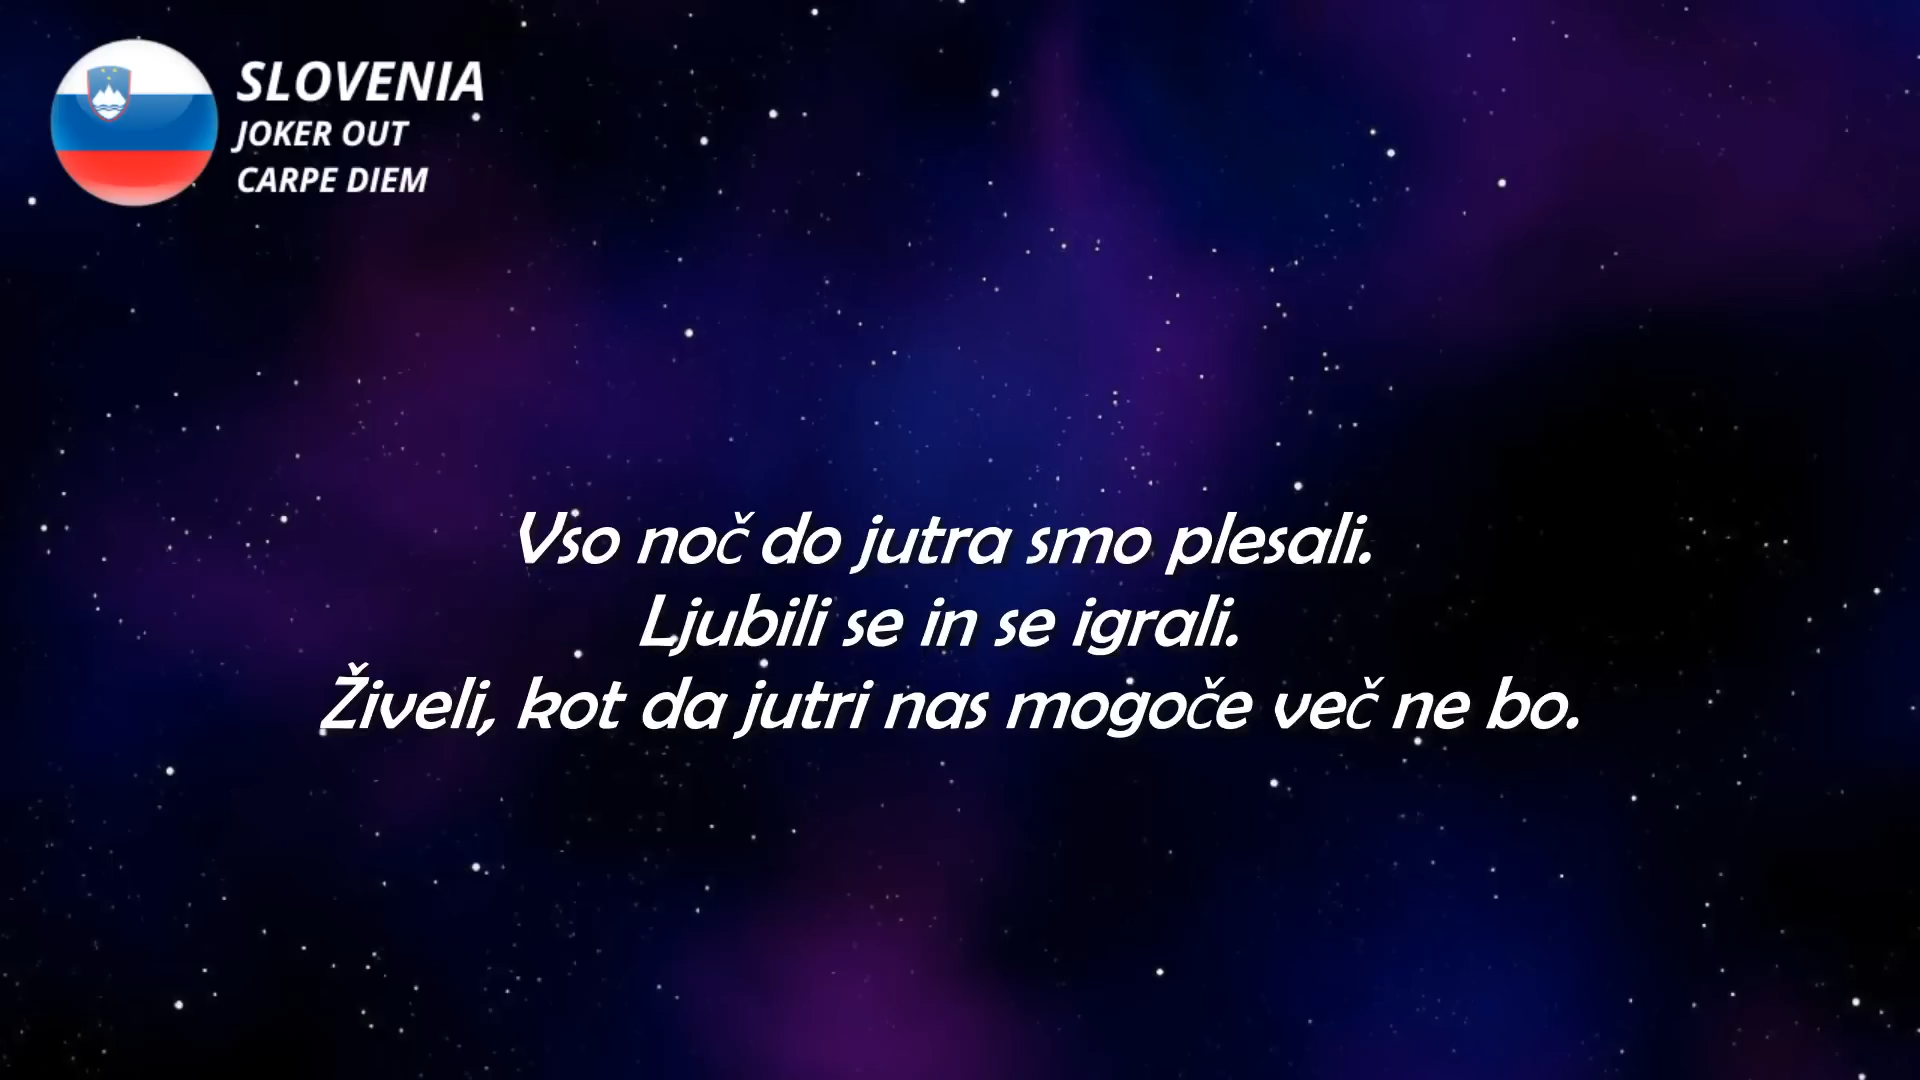 SLOVENIA
JOKER OUT
CARPE DIEM
Vso noč do jutra smo plesali.
Ljubili se in se igrali.
Živeli, kot da jutri nas mogoče več ne bo.